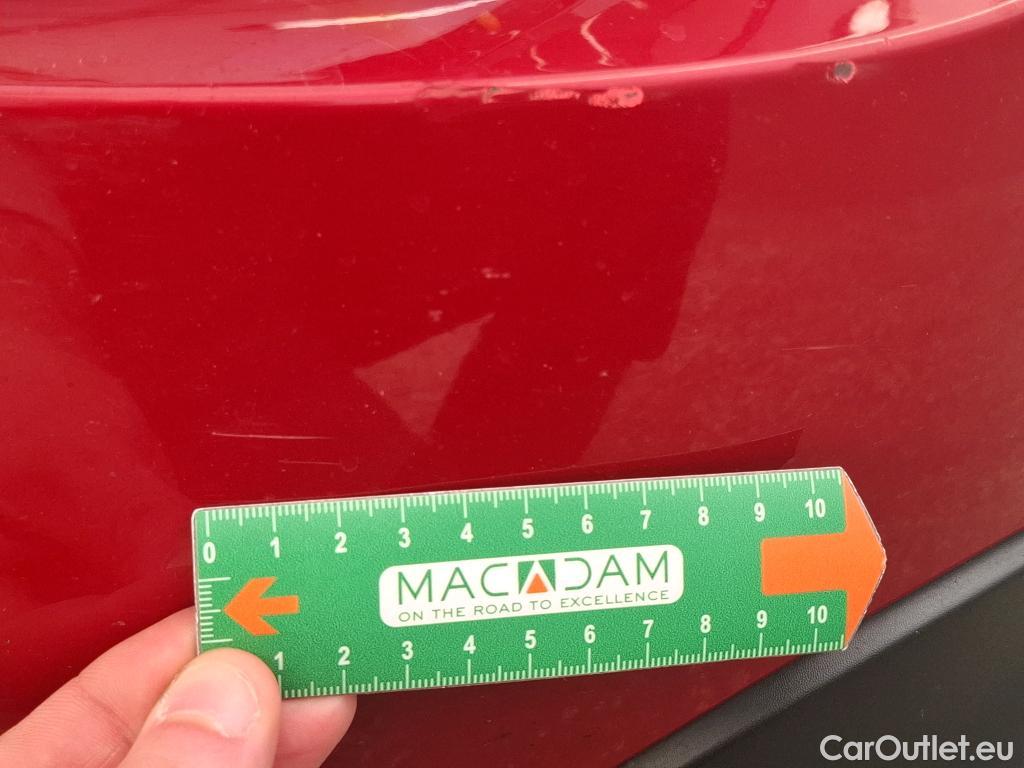 0 1 2 3 4 5 6 7 8 9 10
MACADAM
ON THE ROAD TO EXCELLENCE
1 2 3 4 5 6 7 8 9 10
CarOutlet.eu